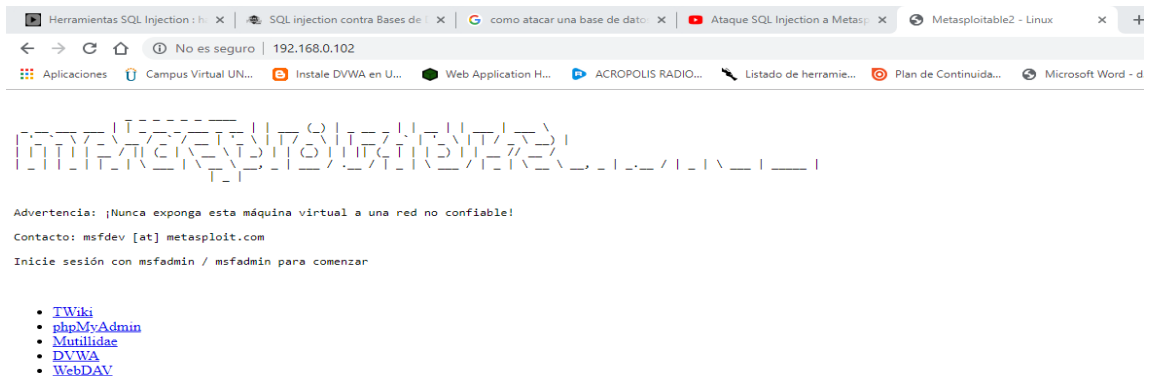 Herramientas SQL Injection : h
SQL injection contra Bases de
como atacar una base de dato
Ataque SQL Injection a Metasp
Metasploitable2 - Linux
No es seguro | 192.168.0.102
Aplicaciones
Campus Virtual UN...
Instale DVWA en U...
Web Application H...
ACROPOLIS RADIO...
Listado de herramie...
Plan de Continuida...
Microsoft Word - d
Advertencia: ¡Nunca exponga esta máquina virtual a una red no confiable!
Contacto: msfdev [at] metasploit.com
Inicie sesión con msfadmin / msfadmin para comenzar
• TWiki
• phpMyAdmin
• Mutillidae
• DVWA
• WebDAV